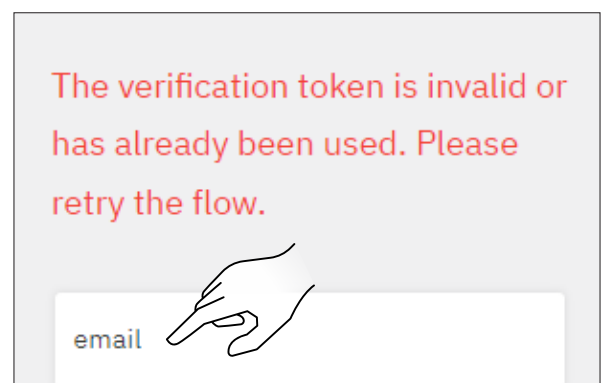 The verification token is invalid or
has already been used. Please
retry the flow.
email